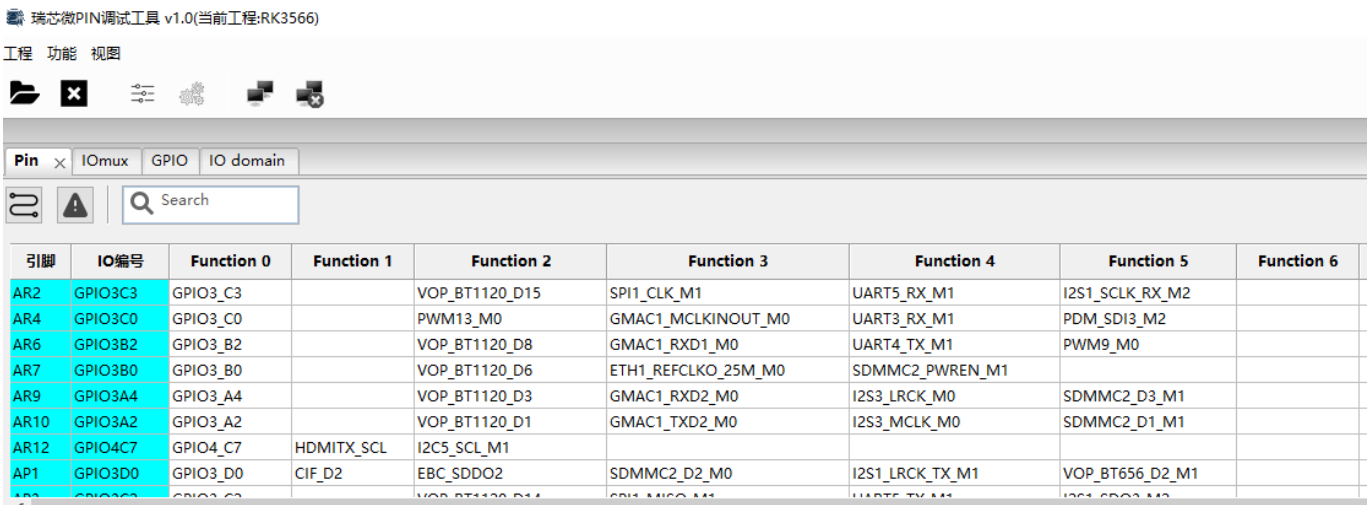 瑞芯微PIN调试工具 v1.0(当前工程:RK3566)
工程 功能 视图
Pin IOmux GPIO IO domain
Search
引脚 IO编号 Function 0 Function 1 Function 2 Function 3 Function 4 Function 5 Function 6
AR2 GPIO3C3 GPIO3_C3 VOP_BT1120_D15 SPI1_CLK_M1 UART5_RX_M1 I2S1_SCLK_RX_M2
AR4 GPIO3C0 GPIO3_C0 PWM13_M0 GMAC1_MCLKINOUT_M0 UART3_RX_M1 PDM_SDI3_M2
AR6 GPIO3B2 GPIO3_B2 VOP_BT1120_D8 GMAC1_RXD1_M0 UART4_TX_M1 PWM9_M0
AR7 GPIO3B0 GPIO3_B0 VOP_BT1120_D6 ETH1_REFCLKO_25M_M0 SDMMC2_PWREN_M1
AR9 GPIO3A4 GPIO3_A4 VOP_BT1120_D3 GMAC1_RXD2_M0 I2S3_LRCK_M0 SDMMC2_D3_M1
AR10 GPIO3A2 GPIO3_A2 VOP_BT1120_D1 GMAC1_TXD2_M0 I2S3_MCLK_M0 SDMMC2_D1_M1
AR12 GPIO4C7 GPIO4_C7 HDMITX_SCL I2C5_SCL_M1
AP1 GPIO3D0 GPIO3_D0 CIF_D2 EBC_SDDO2 SDMMC2_D2_M0 I2S1_LRCK_TX_M1 VOP_BT656_D2_M1